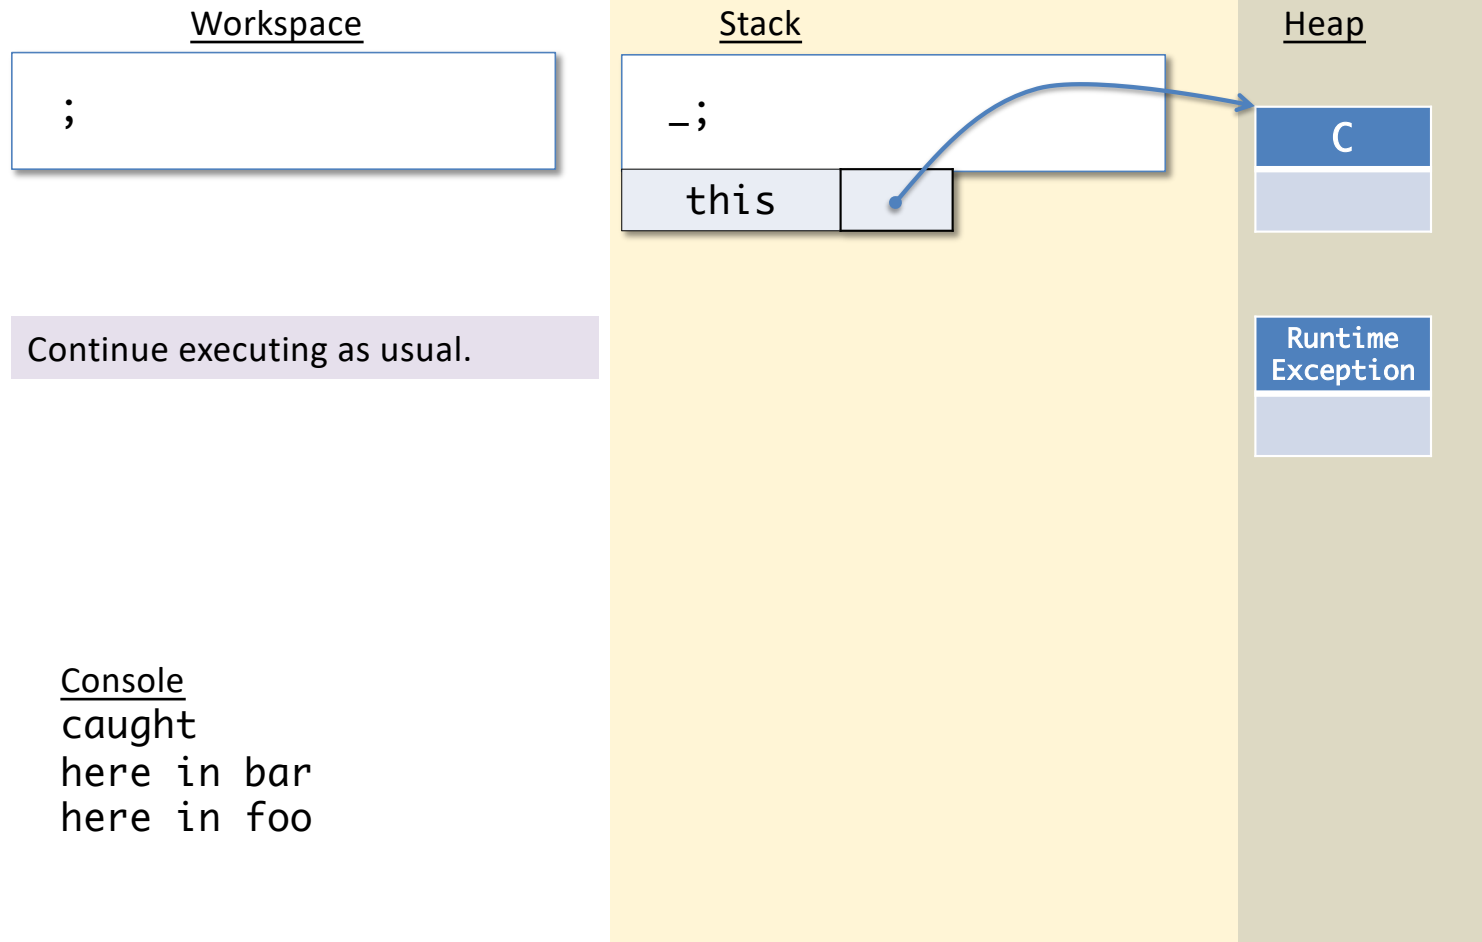 Workspace
Stack
Heap
;
_;
C
this
Continue executing as usual.
Runtime
Exception
Console
caught
here in bar
here in foo